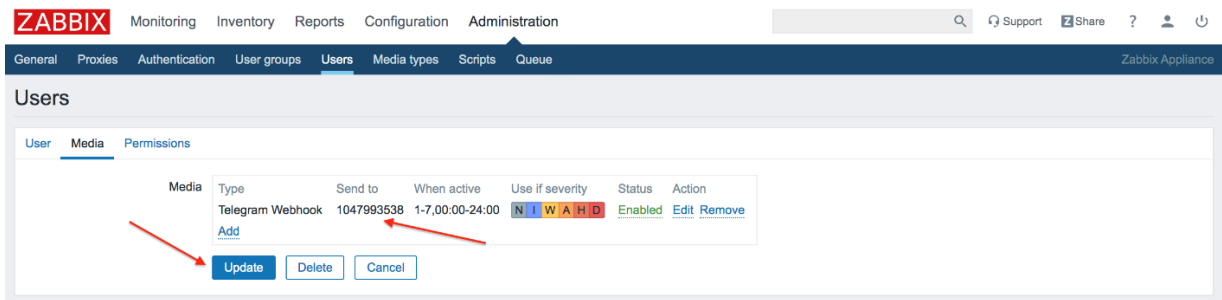 ZABBIX Monitoring Inventory Reports Configuration Administration Support Z Share ?
General Proxies Authentication User groups Users Media types Scripts Queue Zabbix Appliance
Users
User Media Permissions
Media Type Send to When active Use if severity Status Action
Telegram Webhook 1047993538 1-7,00:00-24:00 N I W A H D Enabled Edit Remove
Add
Update Delete Cancel